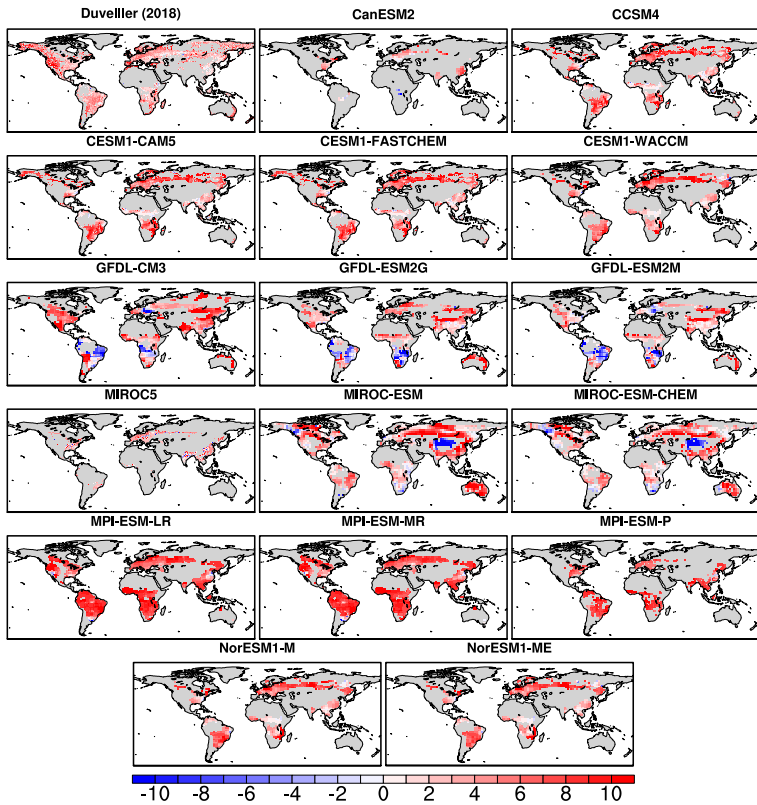 Duvelller (2018) CanESM2 CCSM4
CESM1-CAM5 CESM1-FASTCHEM CESM1-WACCM
GFDL-CM3 GFDL-ESM2G GFDL-ESM2M
MIROC5 MIROC-ESM MIROC-ESM-CHEM
MPI-ESM-LR MPI-ESM-MR MPI-ESM-P
NorESM1-M NorESM1-ME
-10 -8 -6 -4 -2 0 2 4 6 8 10